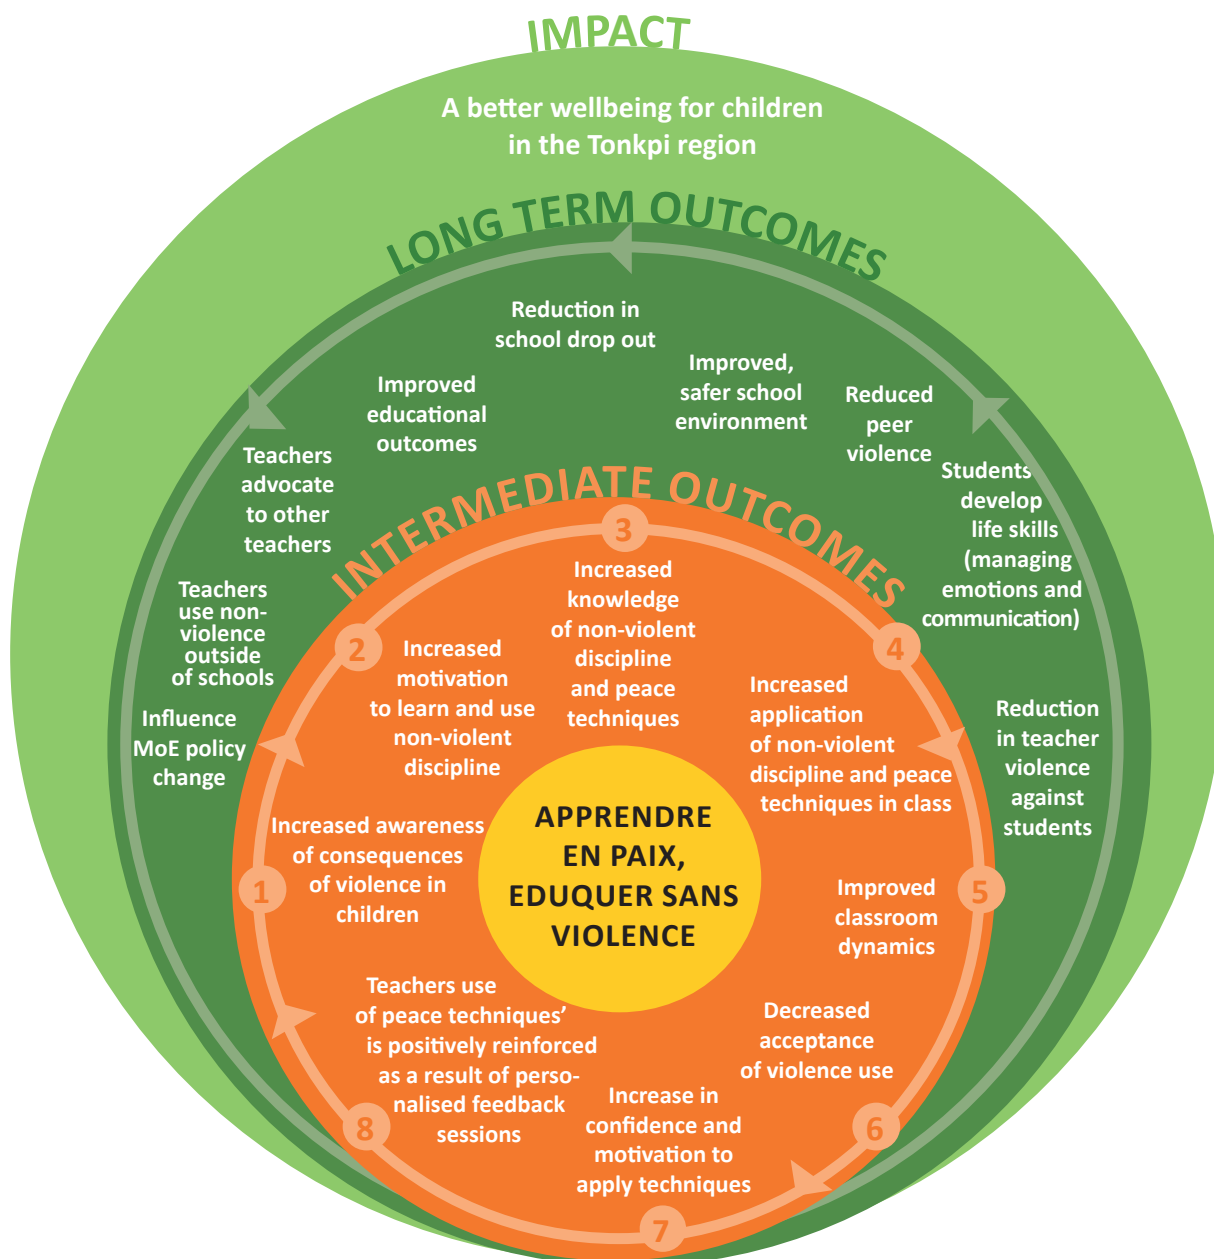 IMPACT
A better wellbeing for children
in the Tonkpi region
LONG TERM OUTCOMES
Reduction in
school drop out
Improved,
safer school
environment
Improved
educational
outcomes
Reduced
peer
violence
Teachers
advocate
to other
teachers
Students
develop
life skills
(managing
emotions and
communication)
Teachers
use non-
violence
outside
of schools
Influence
MoE policy
change
Reduction
in teacher
violence
against
students
INTERMEDIATE OUTCOMES
1
Increased awareness
of consequences
of violence in
children
2
Increased
motivation
to learn and use
non-violent
discipline
3
Increased
knowledge
of non-violent
discipline
and peace
techniques
4
Increased
application
of non-violent
discipline and peace
techniques in class
5
Improved
classroom
dynamics
6
Decreased
acceptance
of violence use
7
Increase in
confidence and
motivation to
apply techniques
8
Teachers use
of peace techniques’
is positively reinforced
as a result of perso-
nalised feedback
sessions
APPRENDRE
EN PAIX,
EDUQUER SANS
VIOLENCE